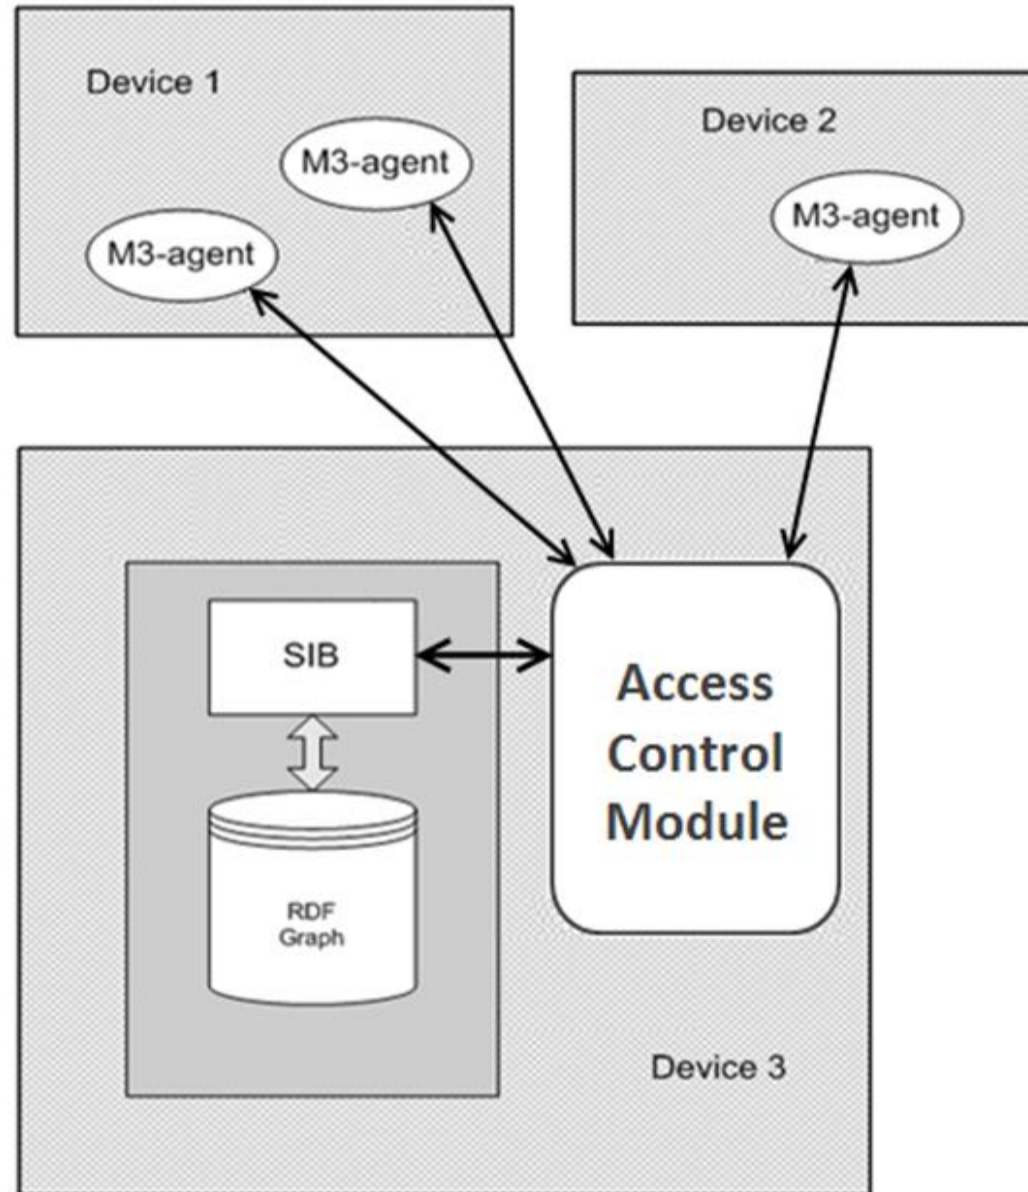 Device 1
M3-agent
M3-agent
Device 2
M3-agent
SIB
RDF
Graph
Access
Control
Module
Device 3